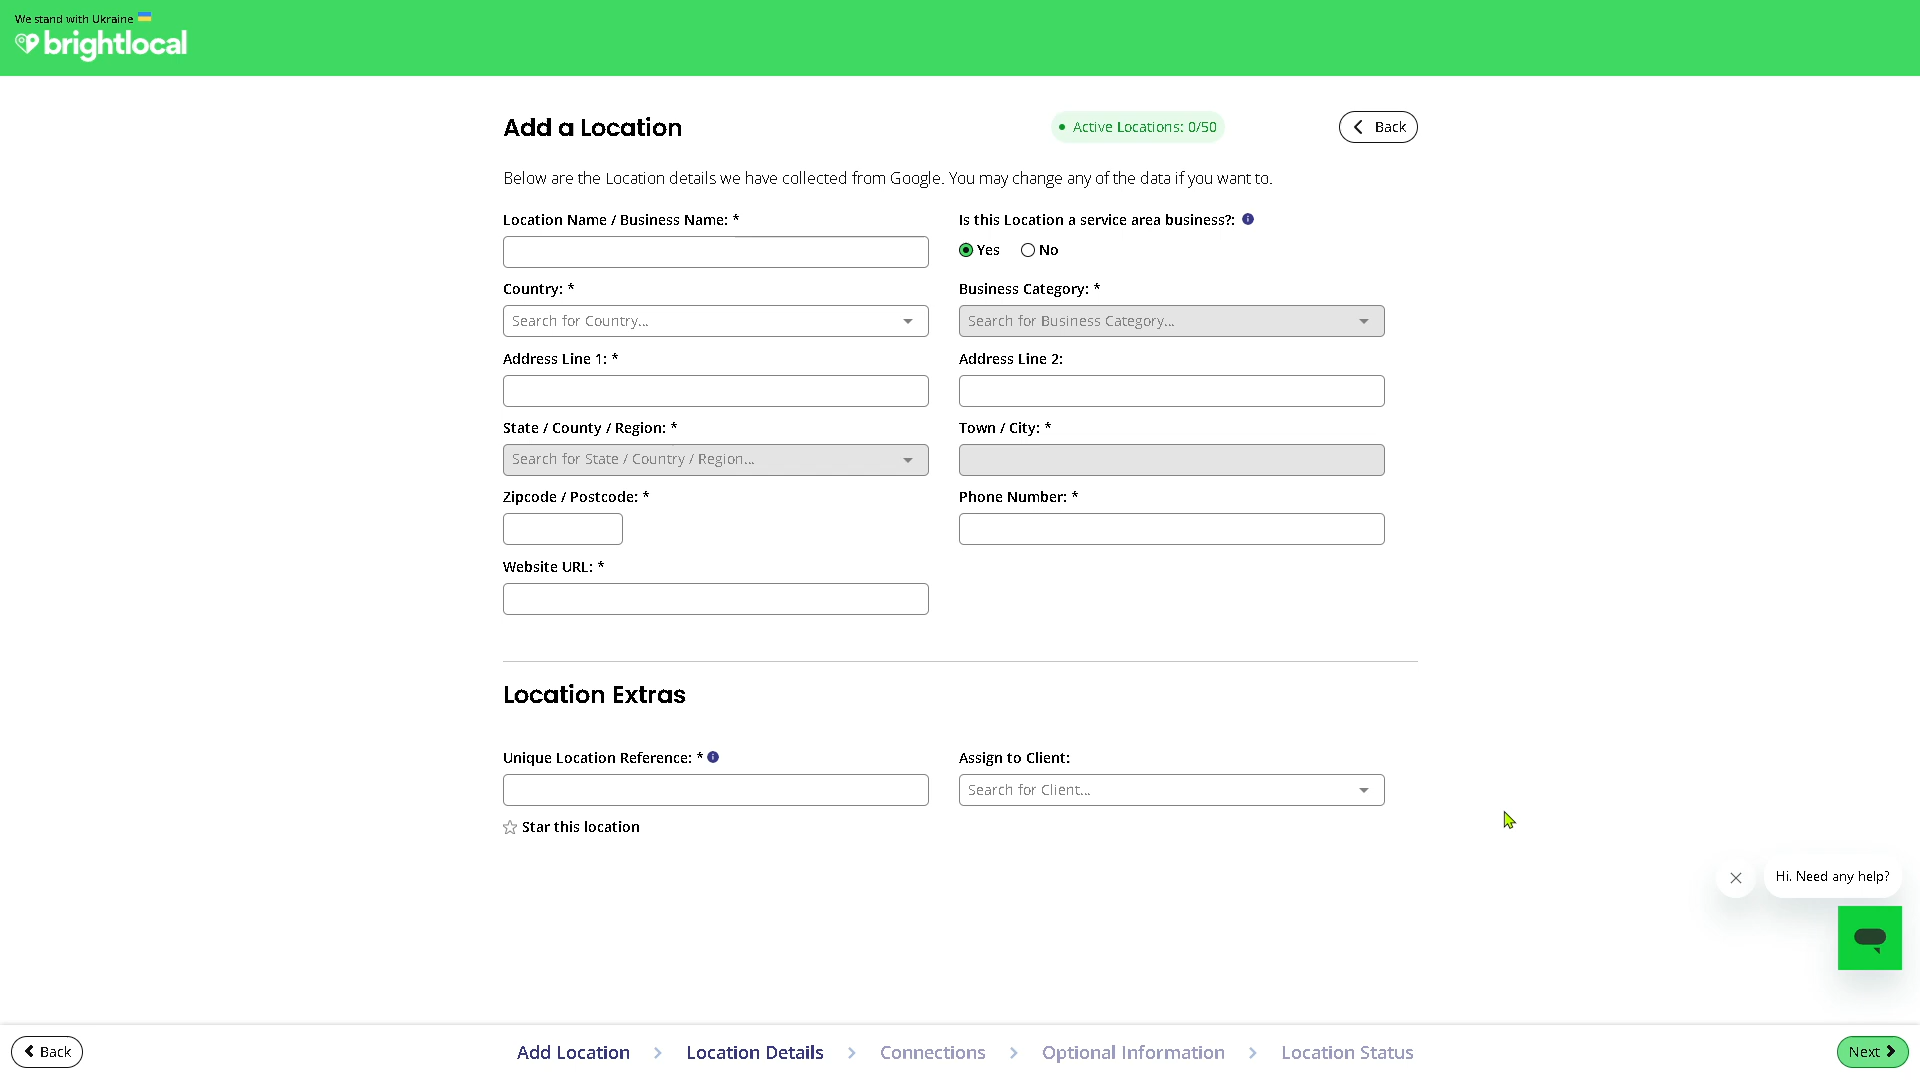 We stand with Ukraine
brightlocal
Add a Location
Active Locations: 0/50
Back
Below are the Location details we have collected from Google. You may change any of the data if you want to.
Location Name / Business Name: *
Is this Location a service area business?:
Yes
No
Country: *
Business Category: *
Search for Country...
Search for Business Category...
Address Line 1: *
Address Line 2:
State / County / Region: *
Town / City: *
Search for State / Country / Region...
Zipcode / Postcode: *
Phone Number: *
Website URL: *
Location Extras
Unique Location Reference: *
Assign to Client:
Search for Client...
Star this location
Hi. Need any help?
Back
Add Location
Location Details
Connections
Optional Information
Location Status
Next